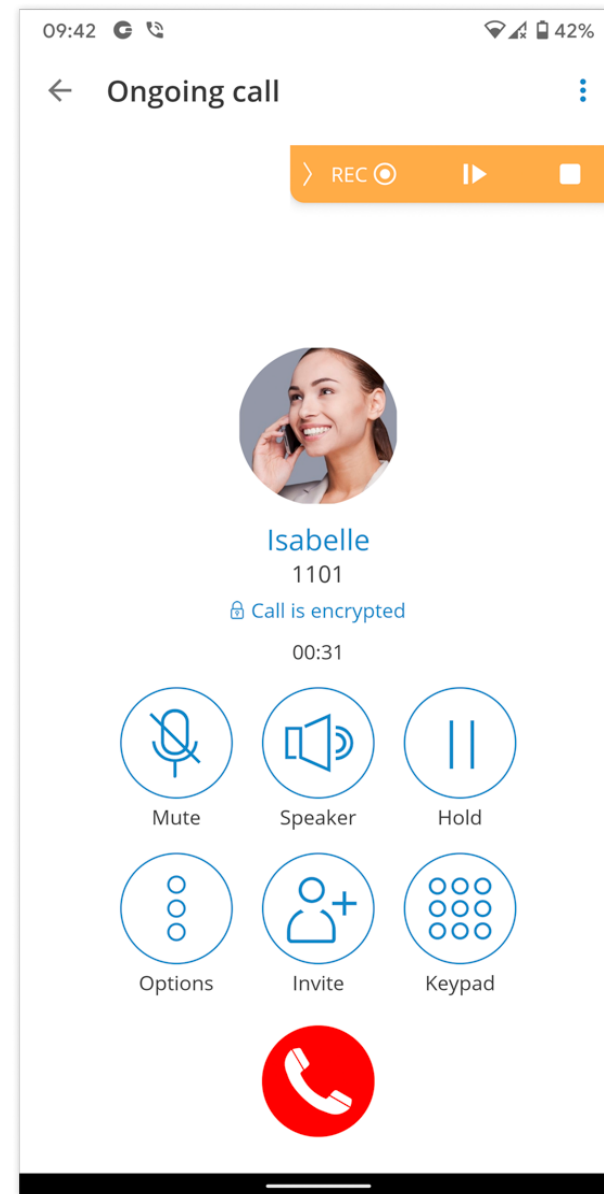 09:42 42%
Ongoing call
REC
Isabelle
1101
Call is encrypted
00:31
Mute Speaker Hold
Options Invite Keypad